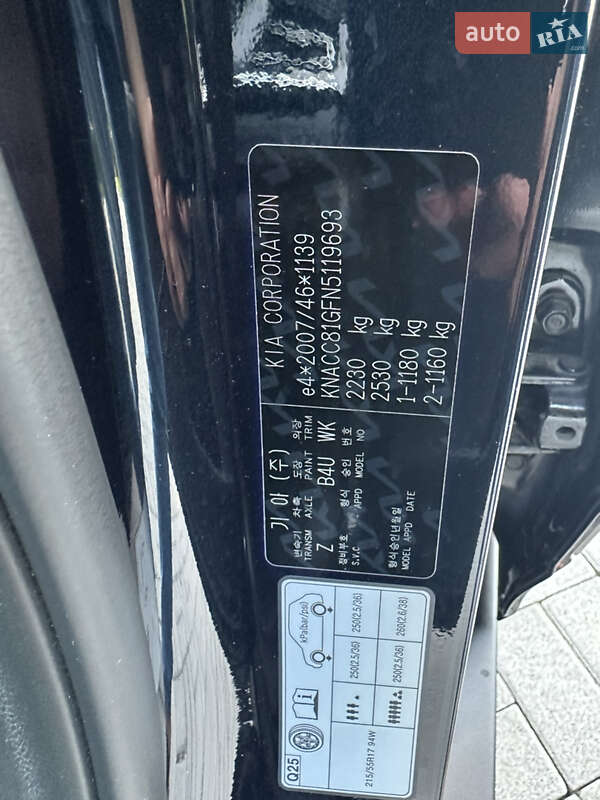 auto RIA .com
KIA CORPORATION
e4*2007/46*1139
KNACC81GFN5119693
2230 kg
2530 kg
1-1180 kg
2-1160 kg
기아 (주)
변속기 차축 도장 외장
TRANSM AXLE PAINT TRIM
Z B4U WK
정비부호 형식 승인 번호
S.V.C APPD MODEL NO
형식승인년월일
MODEL APPD DATE
kPa(bar/psi)
250(2.5/36) 250(2.5/36)
250(2.5/36) 260(2.6/38)
215/55R17 94W
Q25